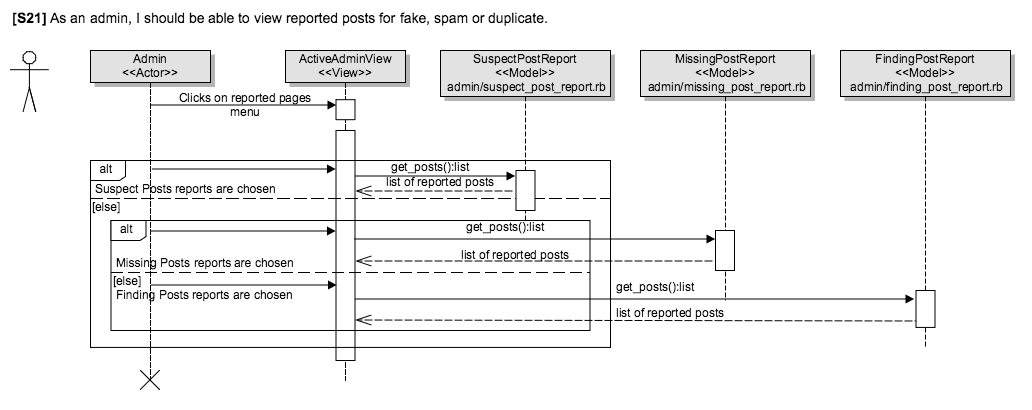 [S21] As an admin, I should be able to view reported posts for fake, spam or duplicate.
Admin
<<Actor>>
ActiveAdminView
<<View>>
SuspectPostReport
<<Model>>
admin/suspect_post_report.rb
MissingPostReport
<<Model>>
admin/missing_post_report.rb
FindingPostReport
<<Model>>
admin/finding_post_report.rb
Clicks on reported pages
menu
alt
get_posts():list
list of reported posts
Suspect Posts reports are chosen
[else]
alt
get_posts():list
list of reported posts
Missing Posts reports are chosen
[else]
Finding Posts reports are chosen
get_posts():list
list of reported posts